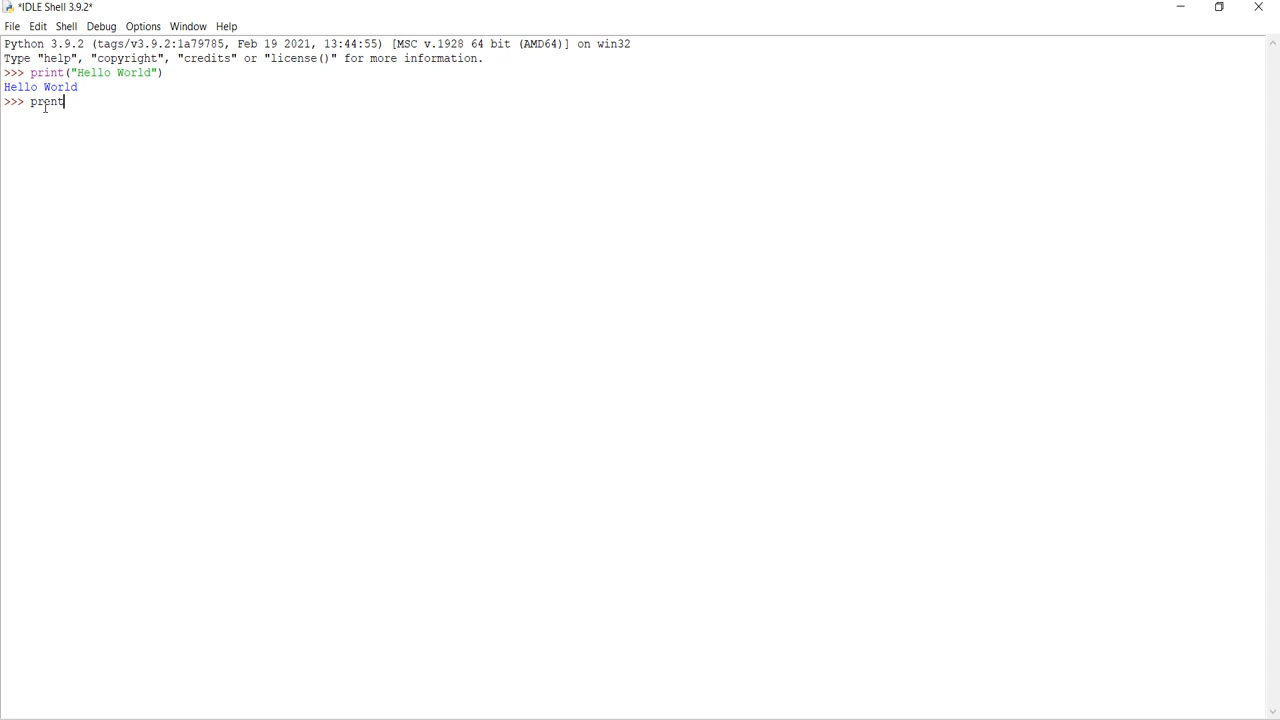 *IDLE Shell 3.9.2*
File Edit Shell Debug Options Window Help
Python 3.9.2 (tags/v3.9.2:1a79785, Feb 19 2021, 13:44:55) [MSC v.1928 64 bit (AMD64)] on win32
Type "help", "copyright", "credits" or "license()" for more information.
>>> print("Hello World")
Hello World
>>> prent